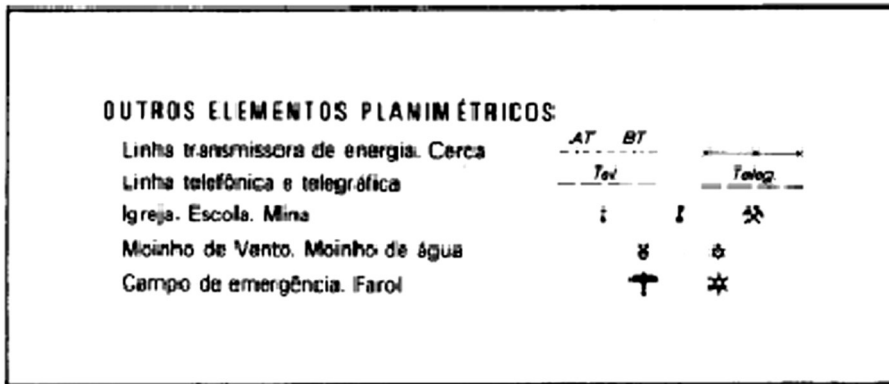 OUTROS ELEMENTOS PLANIMÉTRICOS
Linha transmissora de energia. Cerca AT BT
Linha telefônica e telegráfica Tel Teleg.
Igreja. Escola. Mina
Moinho de Vento. Moinho de água
Campo de emergência. Farol